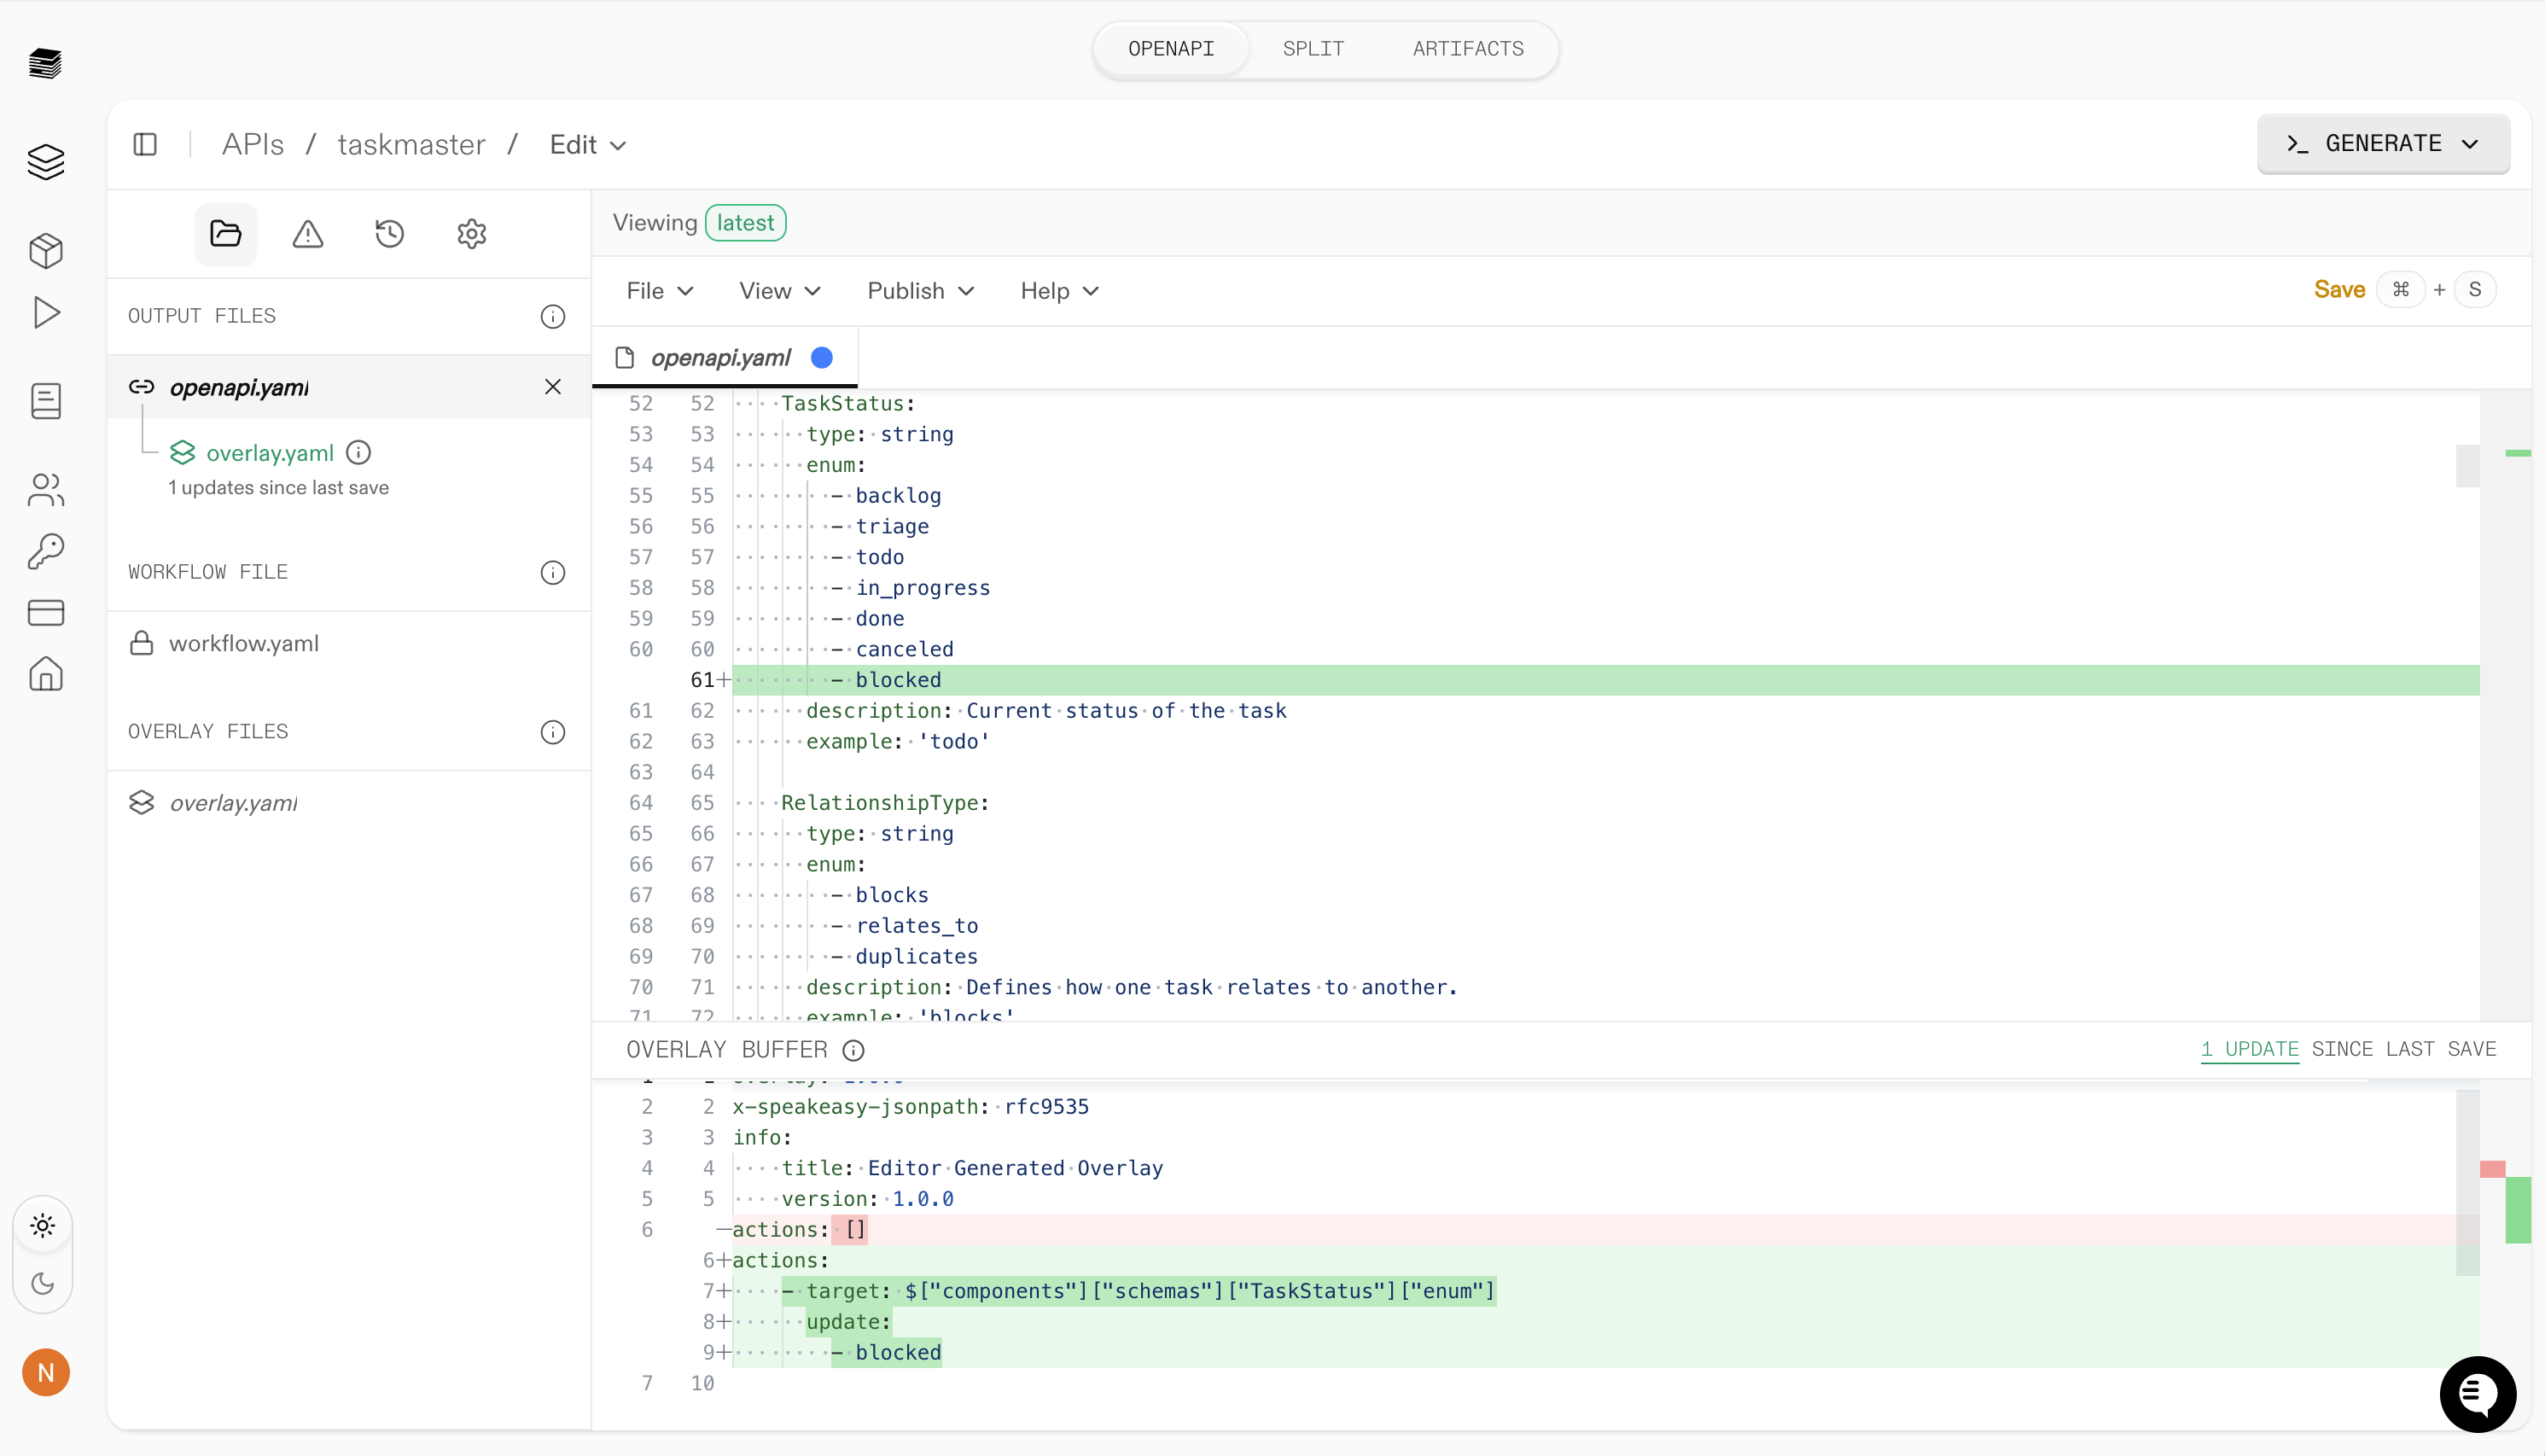 OPENAPI SPLIT ARTIFACTS
APIs / taskmaster / Edit
GENERATE
OUTPUT FILES
openapi.yaml
overlay.yaml
1 updates since last save
WORKFLOW FILE
workflow.yaml
OVERLAY FILES
overlay.yaml
N
Viewing latest
File View Publish Help
Save ⌘ + S
openapi.yaml
52 52 TaskStatus:
53 53 type: string
54 54 enum:
55 55 - backlog
56 56 - triage
57 57 - todo
58 58 - in_progress
59 59 - done
60 60 - canceled
61+ - blocked
61 62 description: Current status of the task
62 63 example: 'todo'
63 64
64 65 RelationshipType:
65 66 type: string
66 67 enum:
67 68 - blocks
68 69 - relates_to
69 70 - duplicates
70 71 description: Defines how one task relates to another.
71 72 example: 'blocks'
OVERLAY BUFFER
1 UPDATE SINCE LAST SAVE
1 1 overlay: 1.0.0
2 2 x-speakeasy-jsonpath: rfc9535
3 3 info:
4 4 title: Editor Generated Overlay
5 5 version: 1.0.0
6 -actions: []
6+actions:
7+ - target: $["components"]["schemas"]["TaskStatus"]["enum"]
8+ update:
9+ - blocked
7 10